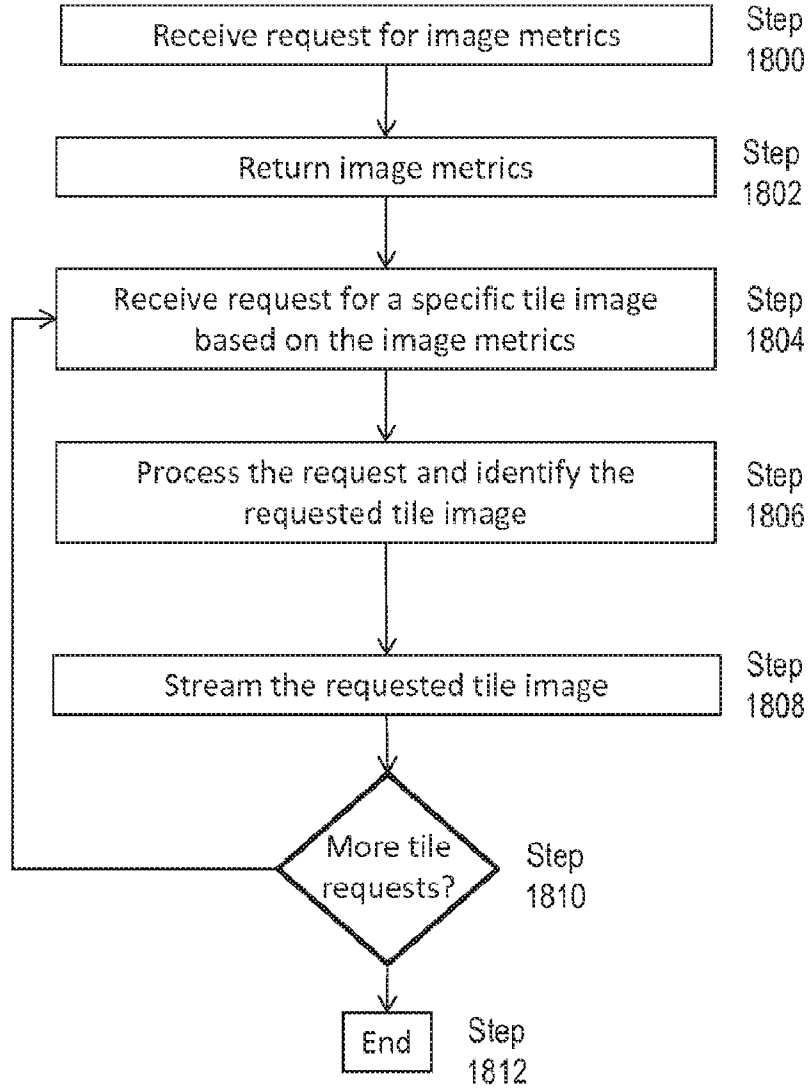 Receive request for image metrics
Step
1800
Return image metrics
Step
1802
Receive request for a specific tile image
based on the image metrics
Step
1804
Process the request and identify the
requested tile image
Step
1806
Stream the requested tile image
Step
1808
More tile
requests?
Step
1810
End
Step
1812